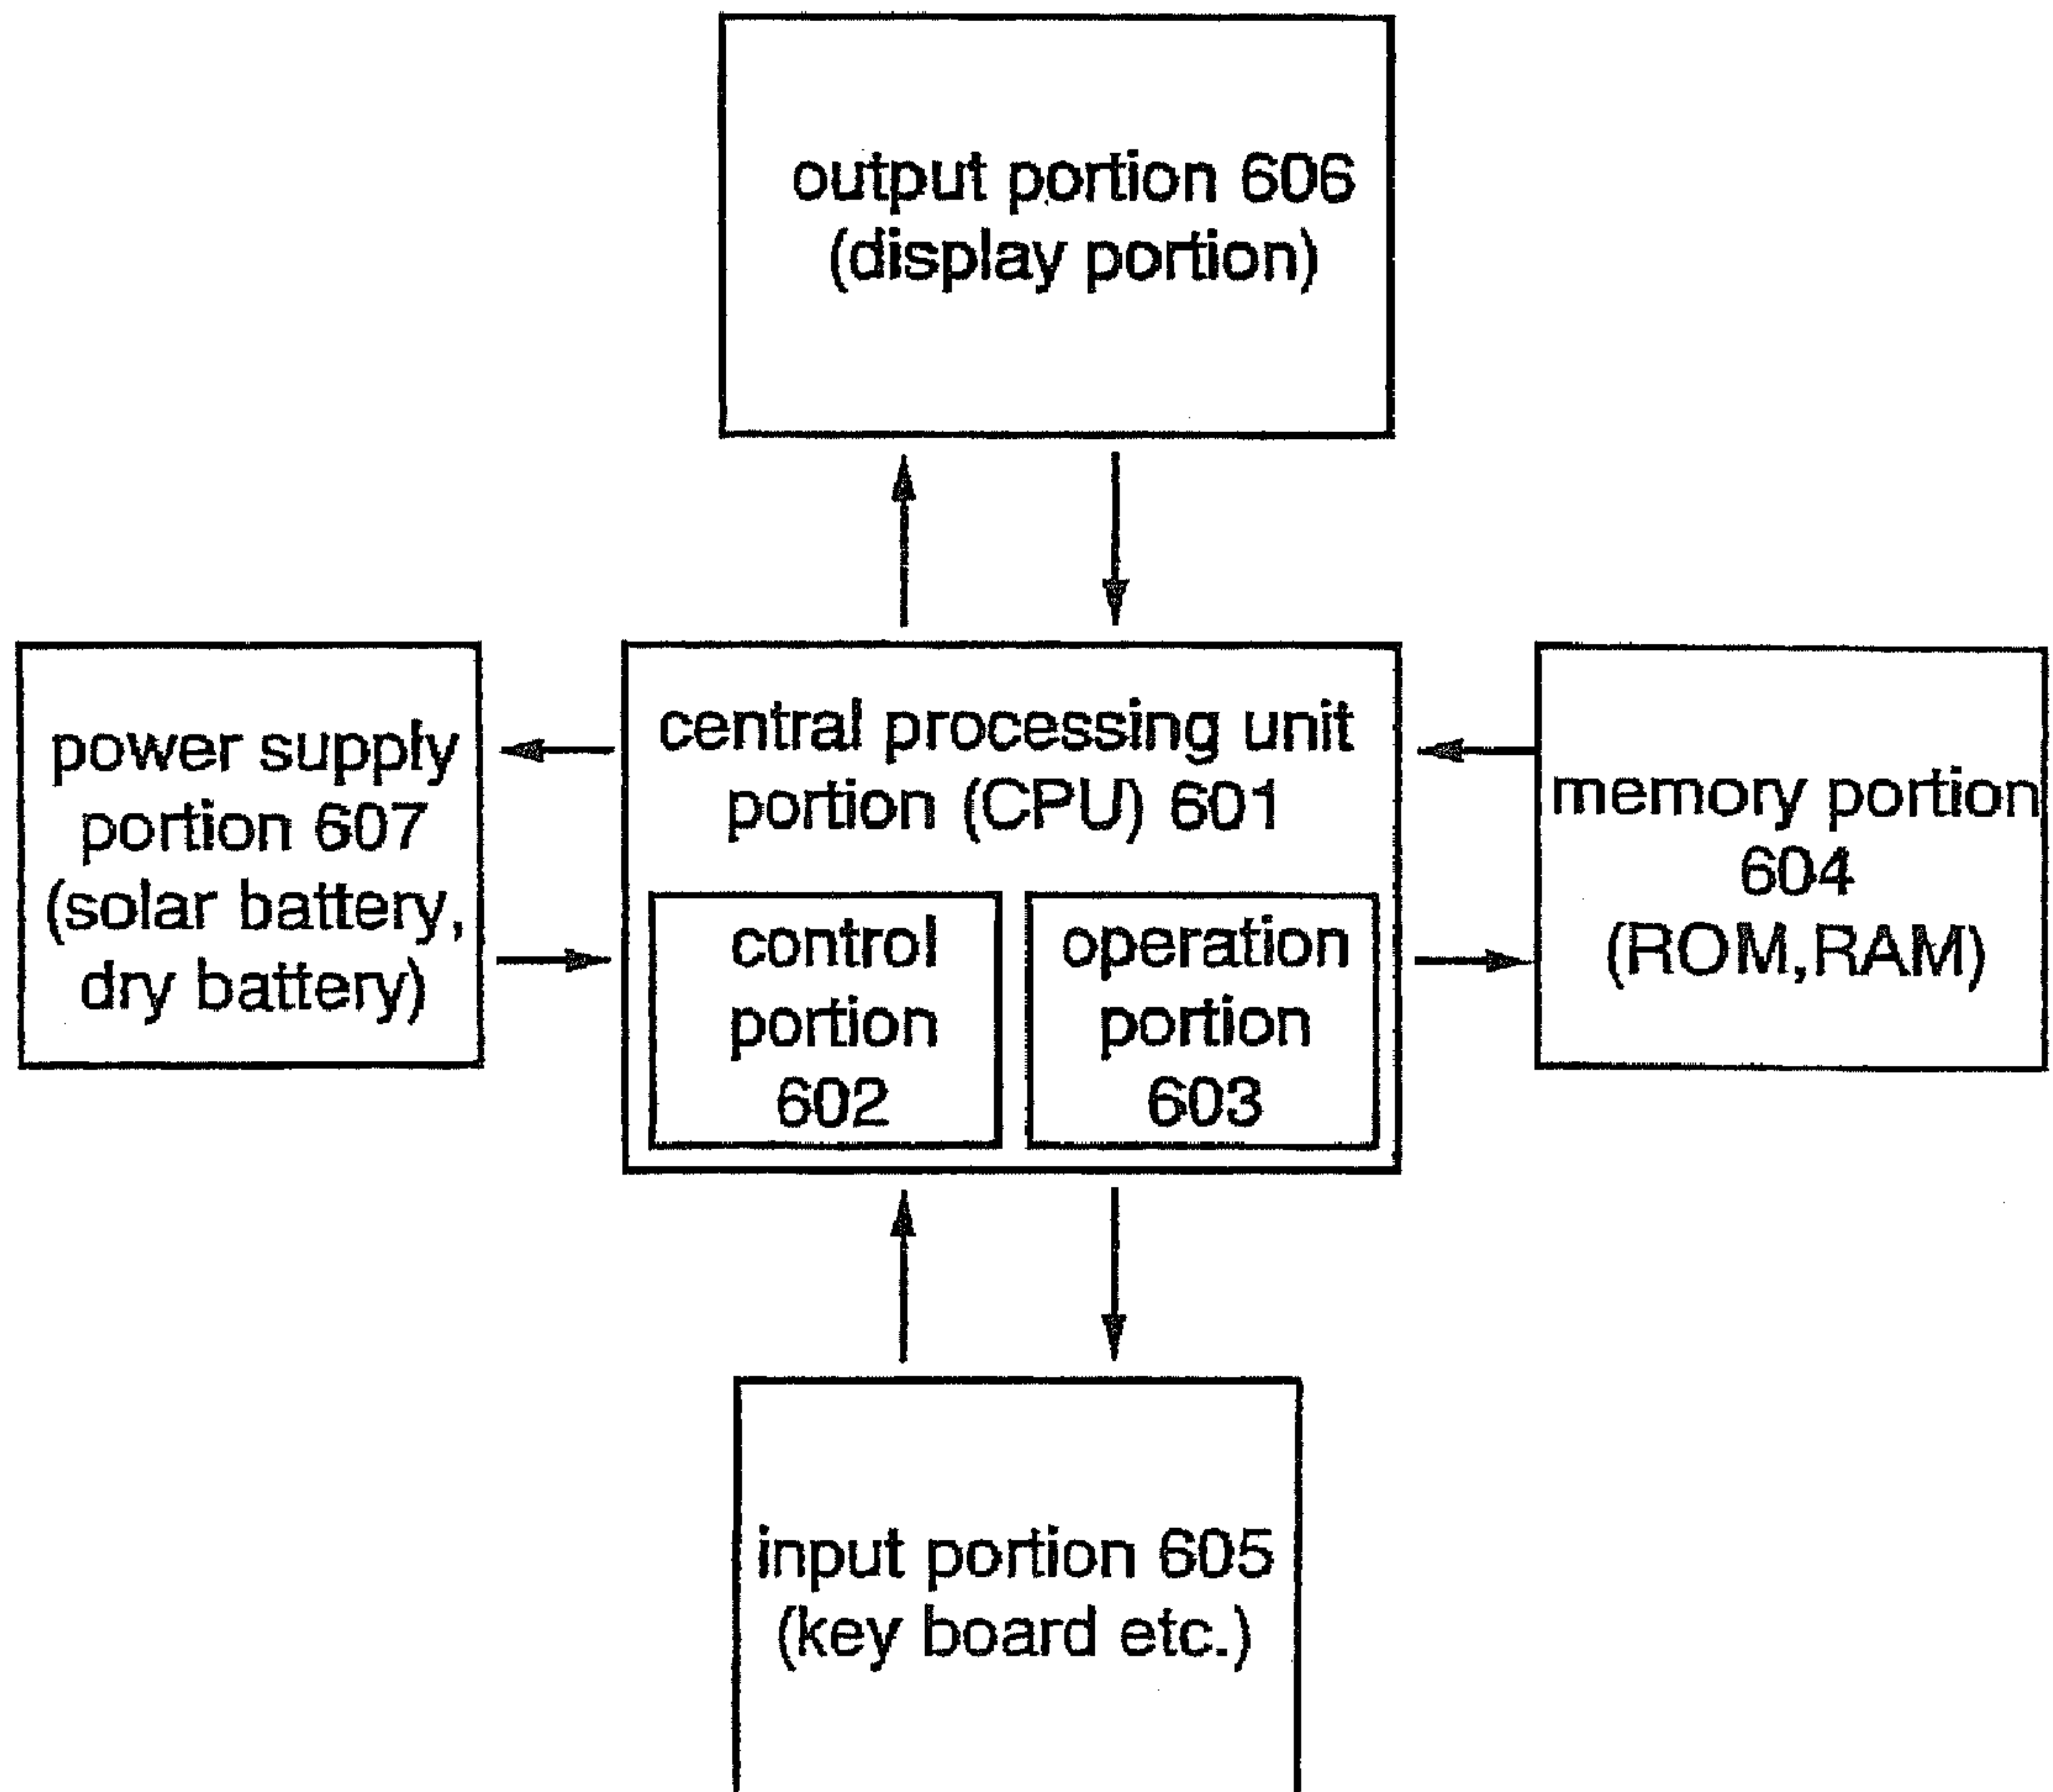 output portion 606
(display portion)
power supply
portion 607
(solar battery,
dry battery)
central processing unit
portion (CPU) 601
control
portion
602
operation
portion
603
memory portion
604
(ROM,RAM)
input portion 605
(key board etc.)